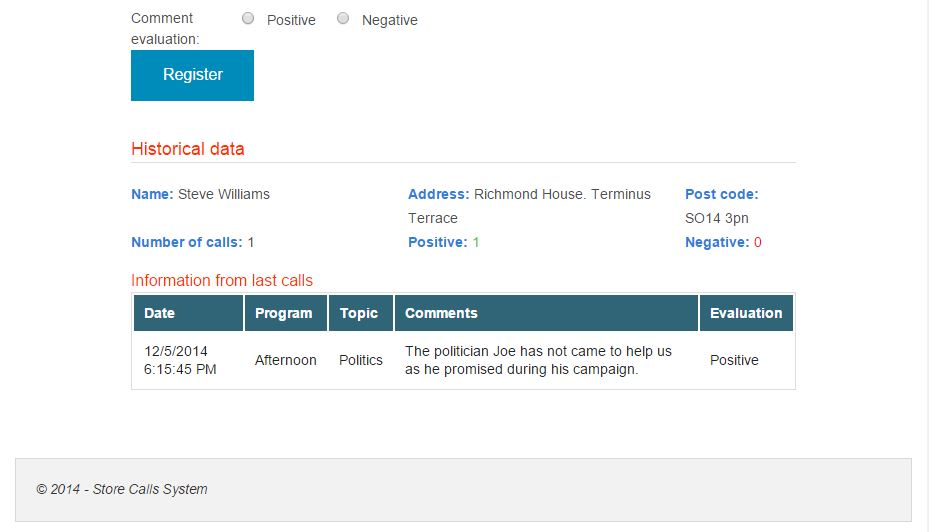 Comment Positive Negative
evaluation:
Register
Historical data
Name: Steve Williams Address: Richmond House. Terminus Post code:
Terrace SO14 3pn
Number of calls: 1 Positive: 1 Negative: 0
Information from last calls
Date Program Topic Comments Evaluation
12/5/2014 The politician Joe has not came to help us
Afternoon Politics Positive
6:15:45 PM as he promised during his campaign.
© 2014 - Store Calls System